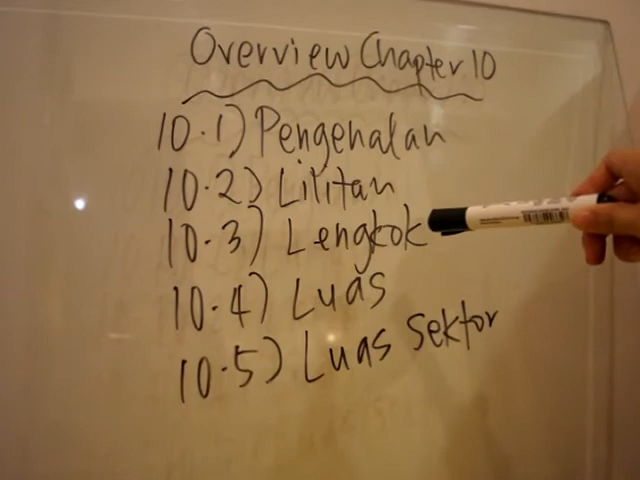 Overview Chapter 10
10.1) Pengenalan
10.2) Lilitan
10.3) Lengkok
10.4) Luas
10.5) Luas Sektor